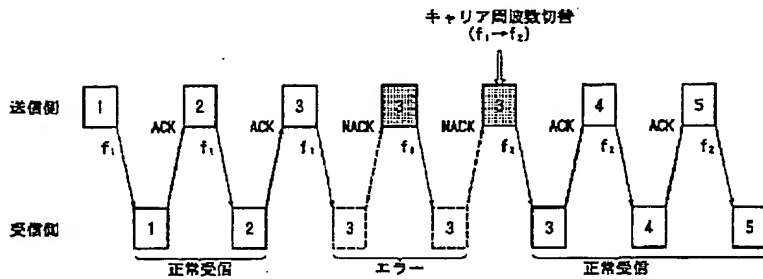 キャリア周波数切替
(f₁→f₂)
送信側 1 2 3 3 3 4 5
ACK ACK NACK NACK ACK ACK
f₁ f₁ f₁ f₁ f₂ f₂ f₂
受信側 1 2 3 3 3 4 5
正常受信 エラー 正常受信